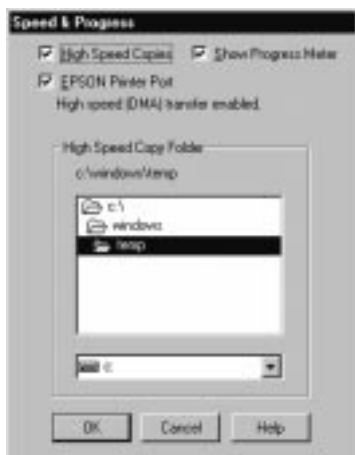 Speed & Progress
High Speed Copies Show Progress Meter
EPSON Printer Port
High speed (DMA) transfer enabled.
High Speed Copy Folder
c:\windows\temp
c:\
windows
temp
c:
OK Cancel Help